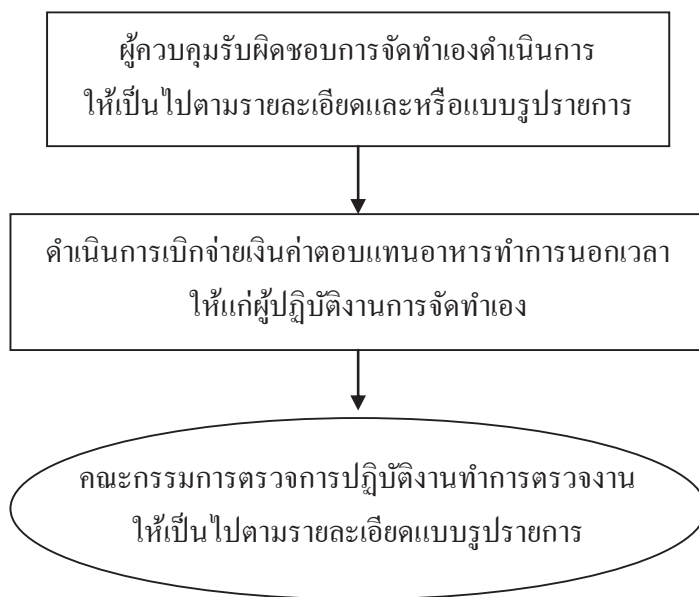 ผู้ควบคุมรับผิดชอบการจัดทำเองดำเนินการ
ให้เป็นไปตามรายละเอียดและหรือแบบรูปรายการ
ดำเนินการเบิกจ่ายเงินค่าตอบแทนอาหารทำการนอกเวลา
ให้แก่ผู้ปฏิบัติงานการจัดทำเอง
คณะกรรมการตรวจการปฏิบัติงานทำการตรวจงาน
ให้เป็นไปตามรายละเอียดแบบรูปรายการ